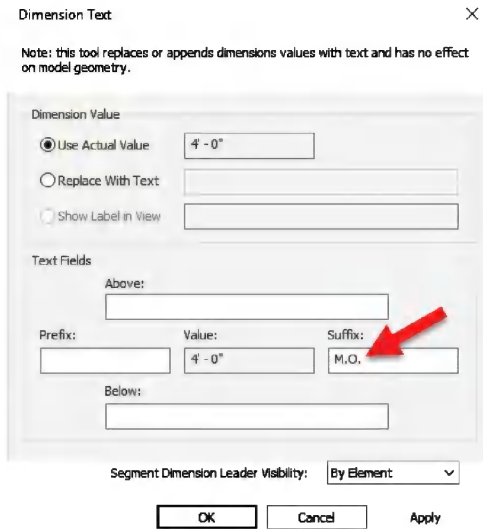 Dimension Text
Note: this tool replaces or appends dimensions values with text and has no effect
on model geometry.
Dimension Value
Use Actual Value 4' - 0"
Replace With Text
Show Label in View
Text Fields
Above:
Prefix: Value: Suffix:
4' - 0" M.O.
Below:
Segment Dimension Leader Visibility: By Element
OK Cancel Apply